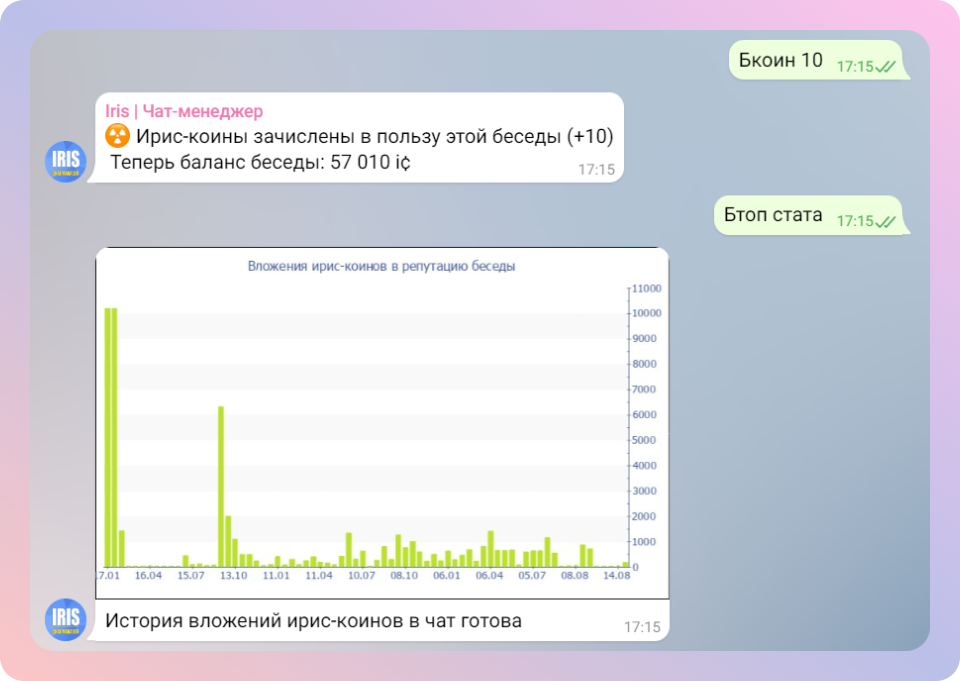 Бкоин 10 17:15
Iris | Чат-менеджер
Ирис-коины зачислены в пользу этой беседы (+10)
Теперь баланс беседы: 57 010 i¢
17:15
IRIS
Бтоп стата 17:15
Вложения ирис-коинов в репутацию беседы
11000
10000
9000
8000
7000
6000
5000
4000
3000
2000
1000
0
7.01 16.04 15.07 13.10 11.01 11.04 10.07 08.10 06.01 06.04 05.07 08.08 14.08
IRIS
История вложений ирис-коинов в чат готова
17:15